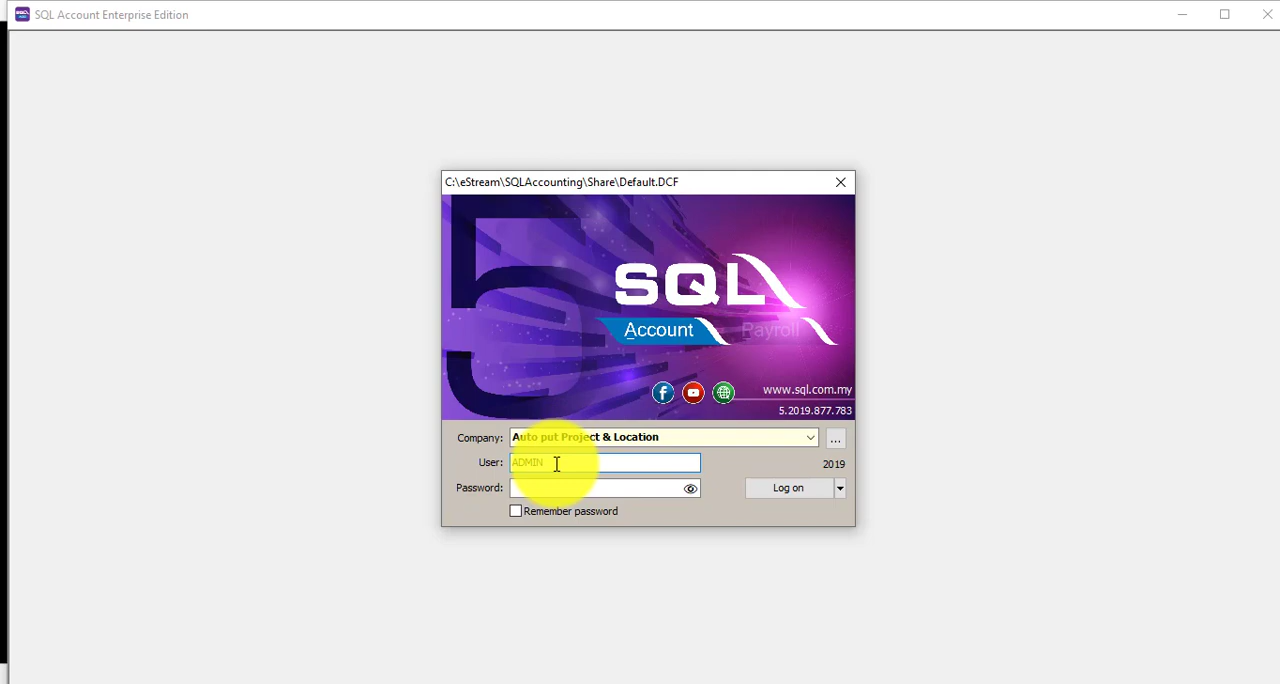 SQL Account Enterprise Edition
C:\eStream\SQLAccounting\Share\Default.DCF
SQL
Account Payroll
www.sql.com.my
5.2019.877.783
Company: Auto put Project & Location ...
User: ADMIN 2019
Password: Log on
Remember password